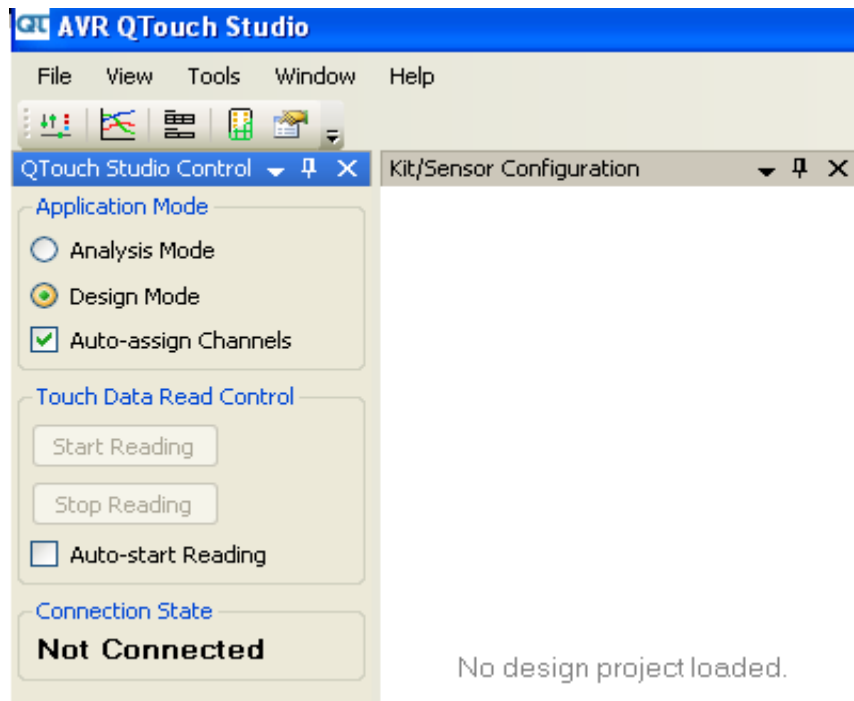 QT AVR QTouch Studio
File View Tools Window Help
QTouch Studio Control
Kit/Sensor Configuration
Application Mode
Analysis Mode
Design Mode
Auto-assign Channels
Touch Data Read Control
Start Reading
Stop Reading
Auto-start Reading
Connection State
Not Connected
No design project loaded.